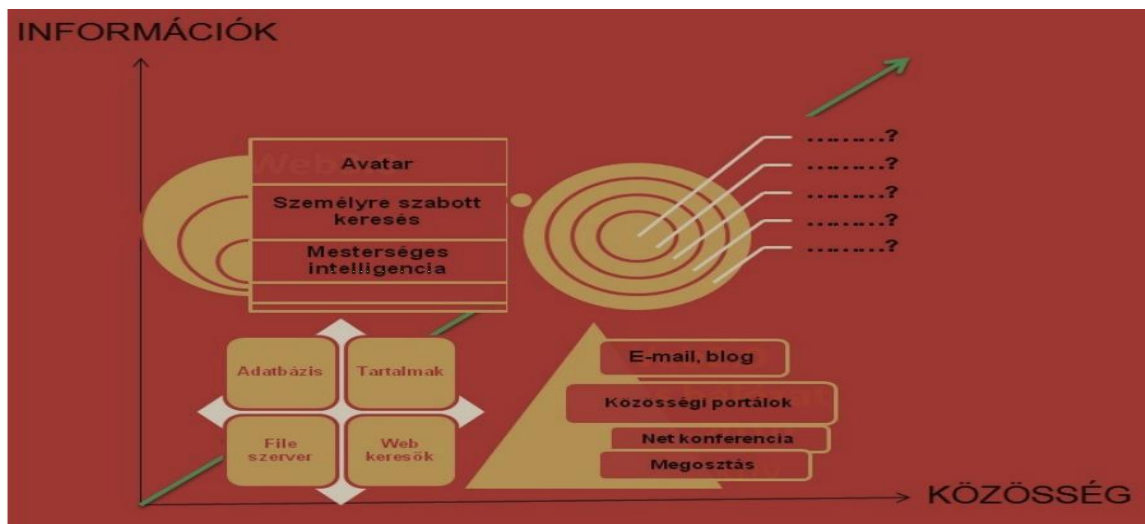 INFORMÁCIÓK
.........?
Avatar
.........?
Személyre szabott
keresés
.........?
.........?
Mesterséges
intelligencia
.........?
E-mail, blog
Adatbázis
Tartalmak
Közösségi portálok
File
szerver
Web
keresők
Net konferencia
Megosztás
KÖZÖSSÉG